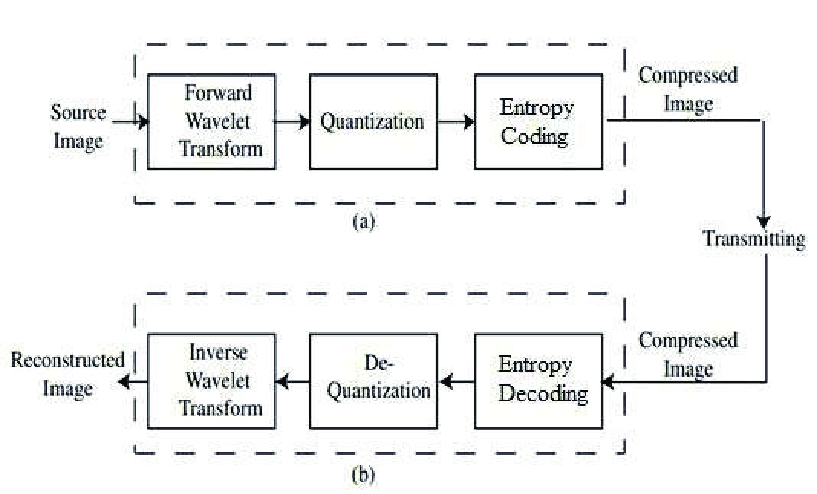 Source
Image
Forward
Wavelet
Transform
Quantization
Entropy
Coding
Compressed
Image
(a)
Transmitting
Reconstructed
Image
Inverse
Wavelet
Transform
De-
Quantization
Entropy
Decoding
Compressed
Image
(b)